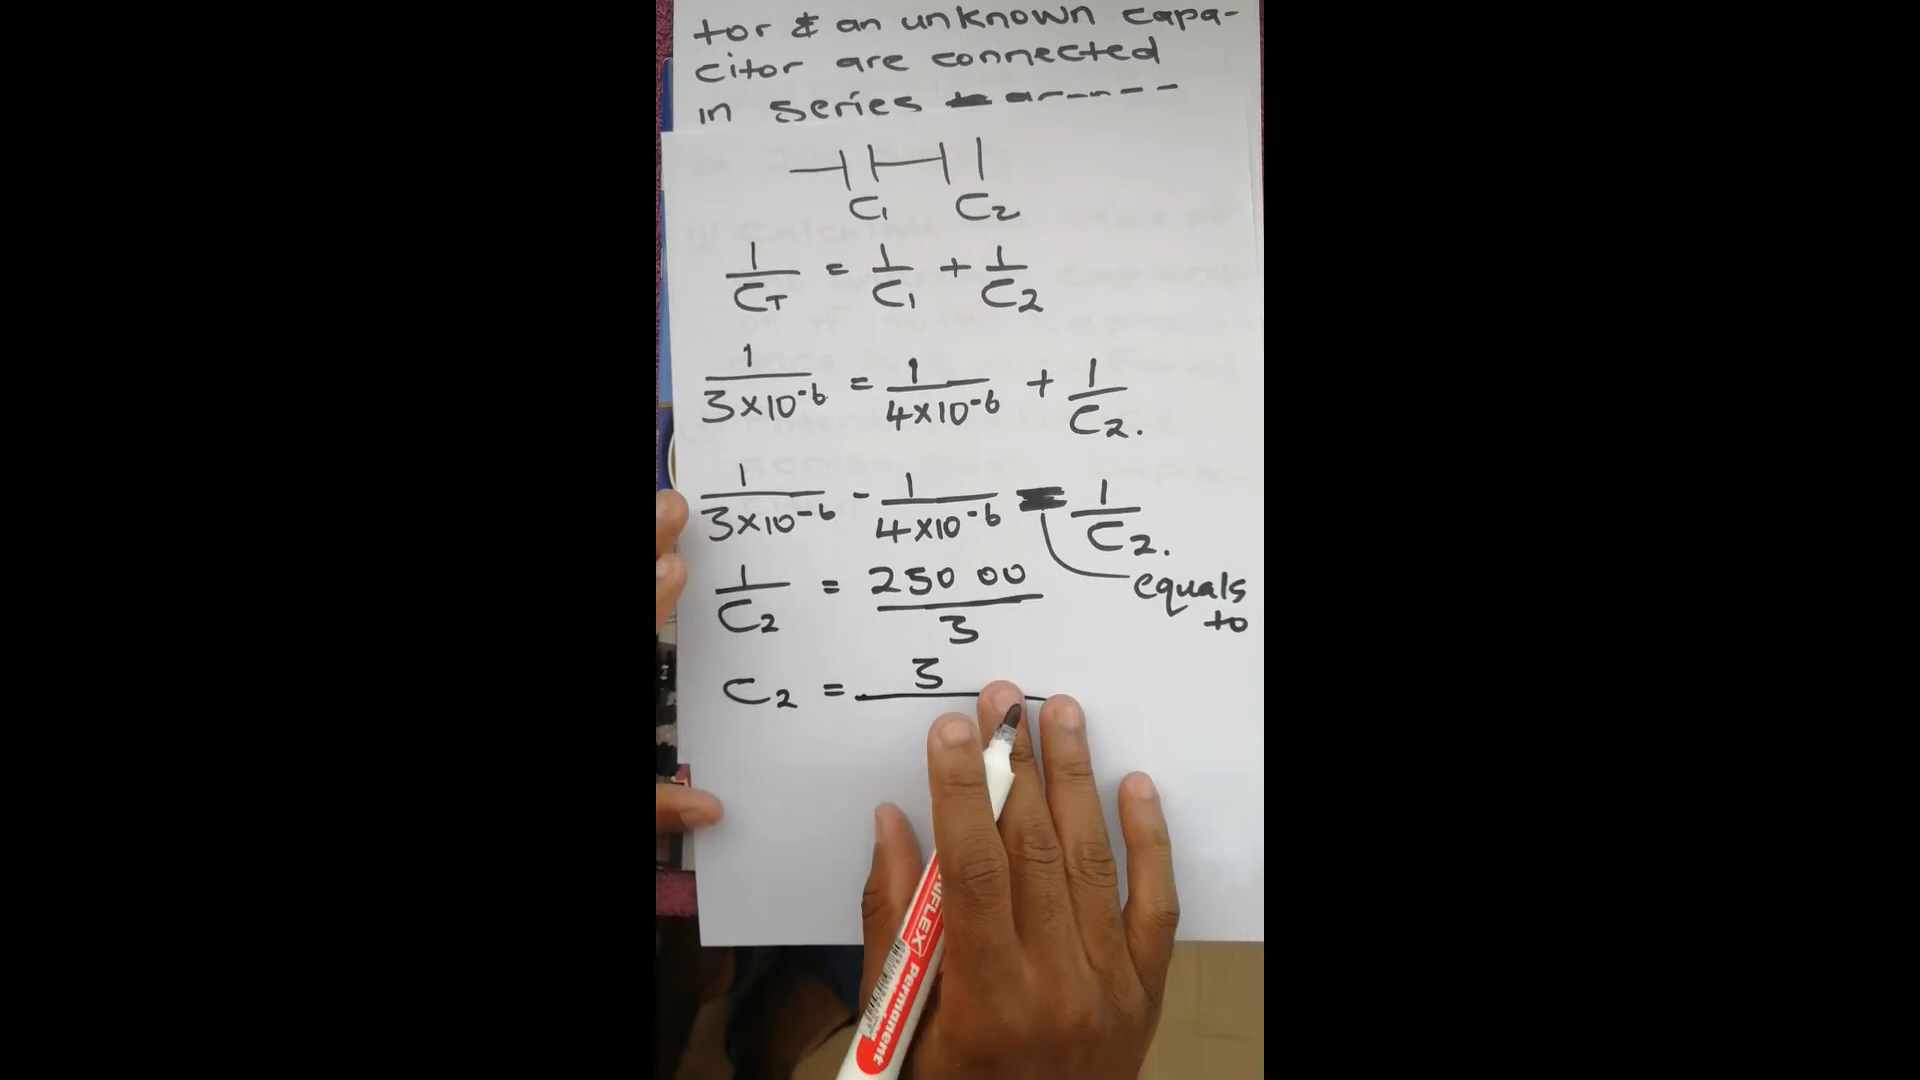 tor & an unknown capa-
citor are connected
in series a------
C1 C2
1/CT = 1/C1 + 1/C2
1/3×10^-6 = 1/4×10^-6 + 1/C2.
1/3×10^-6 - 1/4×10^-6 = 1/C2.
equals
to
1/C2 = 250 00/3
C2 = 3
UFLEX Permanent